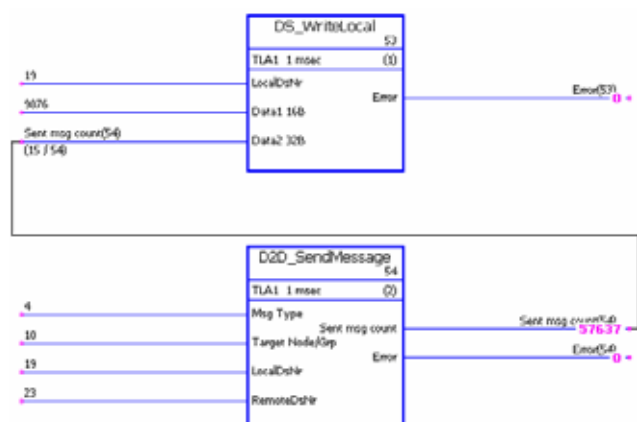 DS_WriteLocal
53
TLA1 1 msec (1)
19
LocalDsNr
Error(53)
Error
0
9876
Data1 16B
Sent msg count(54)
Data2 32B
(15 / 54)
D2D_SendMessage
54
TLA1 1 msec (2)
4
Msg Type
Sent msg count(54)
Sent msg count
57637
10
Target Node/Grp
Error(54)
Error
0
19
LocalDsNr
23
RemoteDsNr